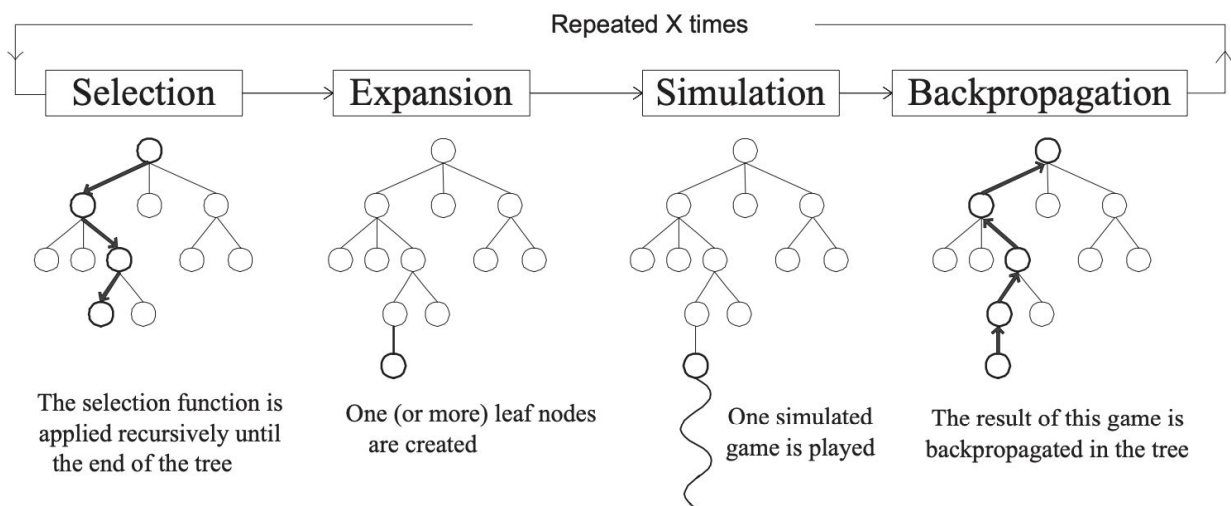 Repeated X times
Selection
Expansion
Simulation
Backpropagation
The selection function is
applied recursively until
the end of the tree
One (or more) leaf nodes
are created
One simulated
game is played
The result of this game is
backpropagated in the tree